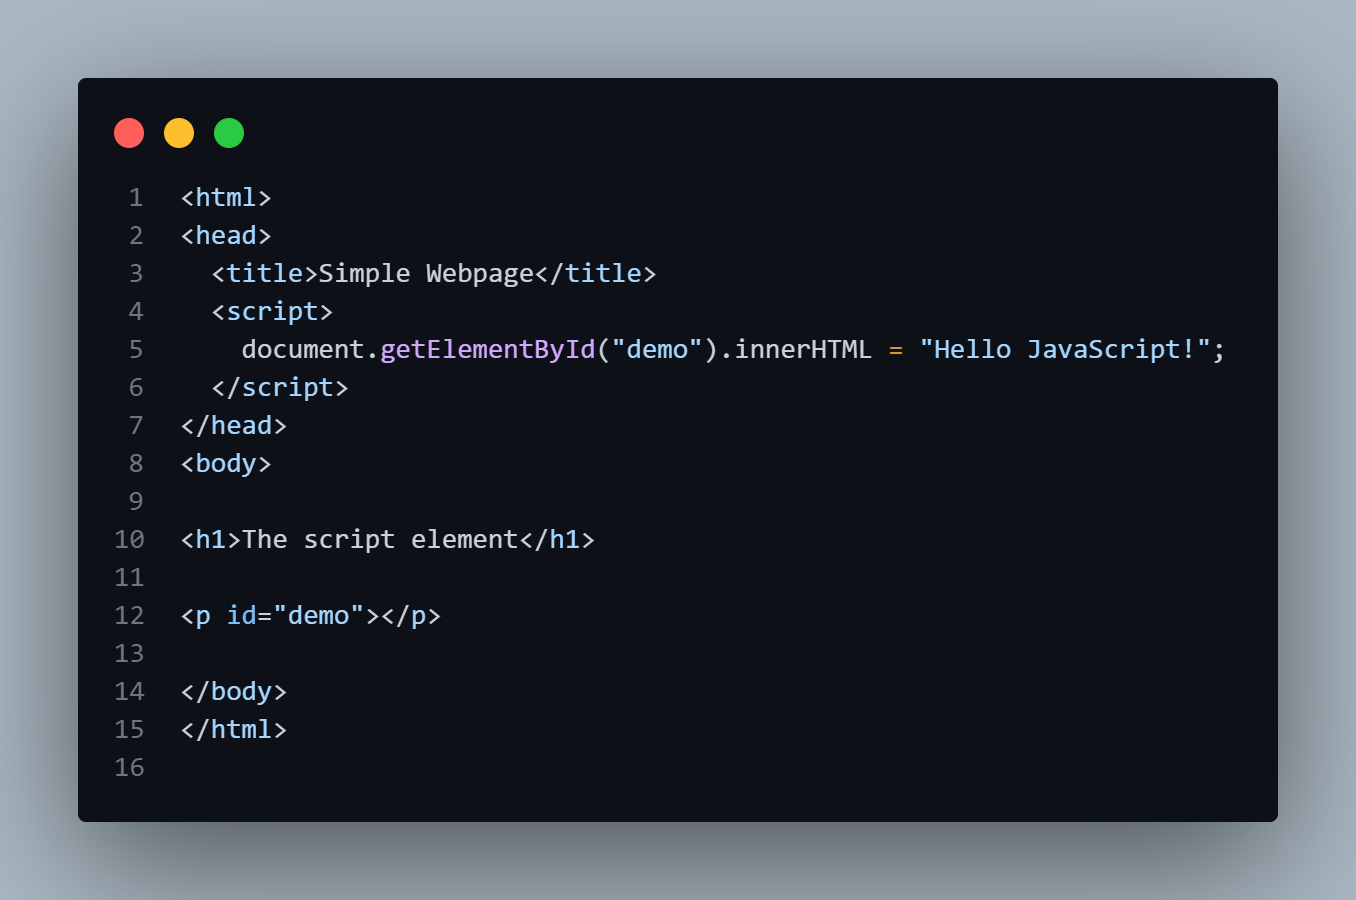 1 <html>
2 <head>
3   <title>Simple Webpage</title>
4   <script>
5     document.getElementById("demo").innerHTML = "Hello JavaScript!";
6   </script>
7 </head>
8 <body>
9
10 <h1>The script element</h1>
11
12 <p id="demo"></p>
13
14 </body>
15 </html>
16